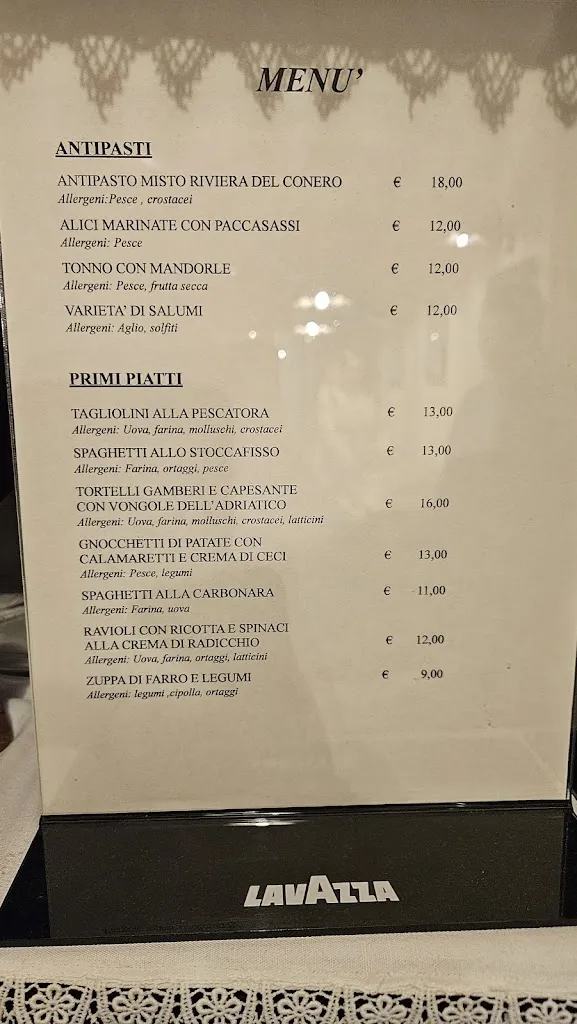 MENU'
ANTIPASTI
ANTIPASTO MISTO RIVIERA DEL CONERO € 18,00
Allergeni:Pesce , crostacei
ALICI MARINATE CON PACCASASSI € 12,00
Allergeni: Pesce
TONNO CON MANDORLE € 12,00
Allergeni: Pesce, frutta secca
VARIETA' DI SALUMI € 12,00
Allergeni: Aglio, solfiti
PRIMI PIATTI
TAGLIOLINI ALLA PESCATORA € 13,00
Allergeni: Uova, farina, molluschi, crostacei
SPAGHETTI ALLO STOCCAFISSO € 13,00
Allergeni: Farina, ortaggi, pesce
TORTELLI GAMBERI E CAPESANTE
CON VONGOLE DELL'ADRIATICO € 16,00
Allergeni: Uova, farina, molluschi, crostacei, latticini
GNOCCHETTI DI PATATE CON
CALAMARETTI E CREMA DI CECI € 13,00
Allergeni: Pesce, legumi
SPAGHETTI ALLA CARBONARA € 11,00
Allergeni: Farina, uova
RAVIOLI CON RICOTTA E SPINACI
ALLA CREMA DI RADICCHIO € 12,00
Allergeni: Uova, farina, ortaggi, latticini
ZUPPA DI FARRO E LEGUMI € 9,00
Allergeni: legumi ,cipolla, ortaggi
LAVAZZA